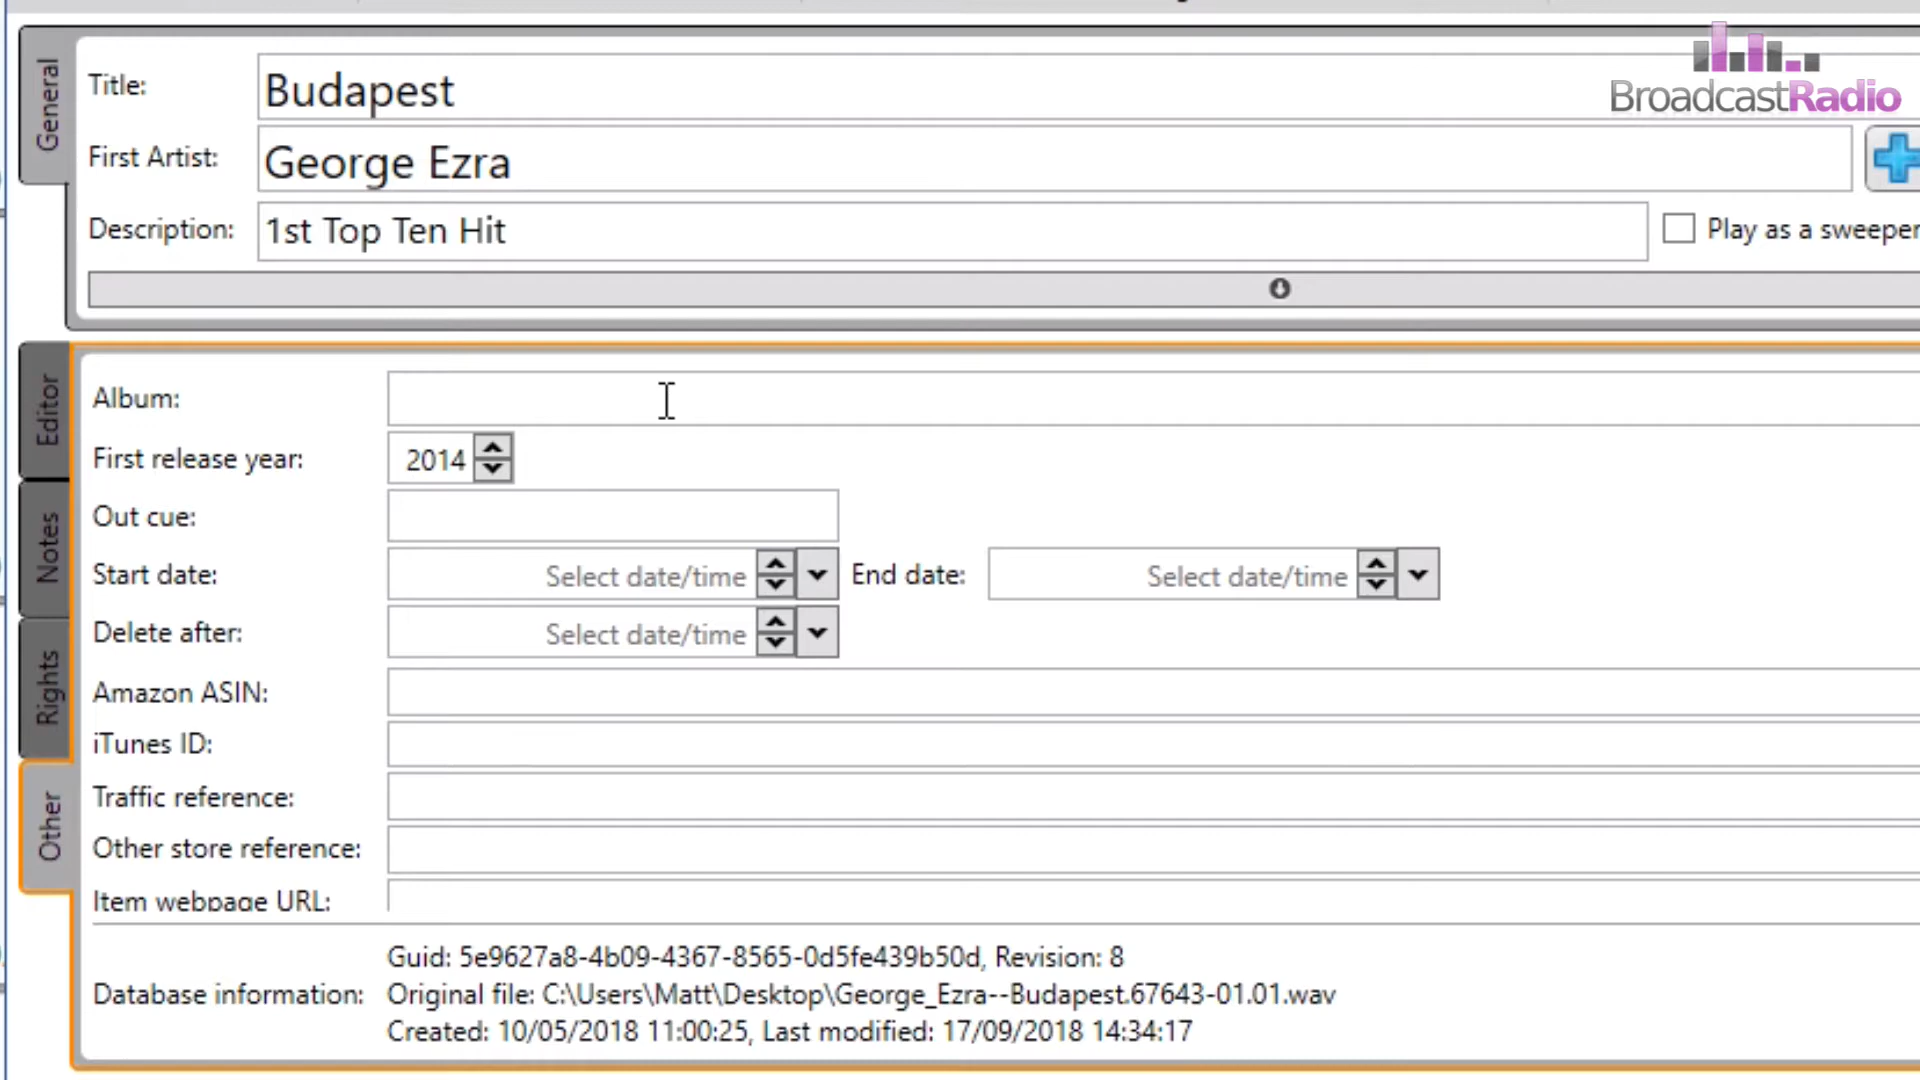 General
Title:
Budapest
BroadcastRadio
First Artist:
George Ezra
Description:
1st Top Ten Hit
Play as a sweeper
Editor
Notes
Rights
Other
Album:
First release year:
2014
Out cue:
Start date:
Select date/time
End date:
Select date/time
Delete after:
Select date/time
Amazon ASIN:
iTunes ID:
Traffic reference:
Other store reference:
Item webpage URL:
Database information:
Guid: 5e9627a8-4b09-4367-8565-0d5fe439b50d, Revision: 8
Original file: C:\Users\Matt\Desktop\George_Ezra--Budapest.67643-01.01.wav
Created: 10/05/2018 11:00:25, Last modified: 17/09/2018 14:34:17